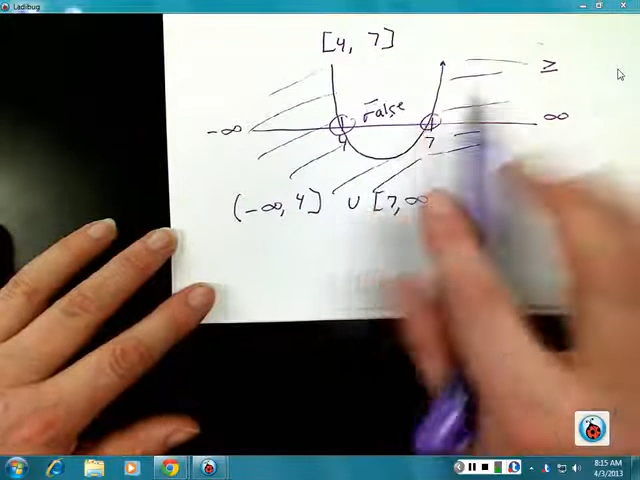 Ladibug
[4, 7]
≥
False
-∞ ∞
4 7
(-∞, 4] ∪ [7, ∞
8:15 AM
4/3/2013